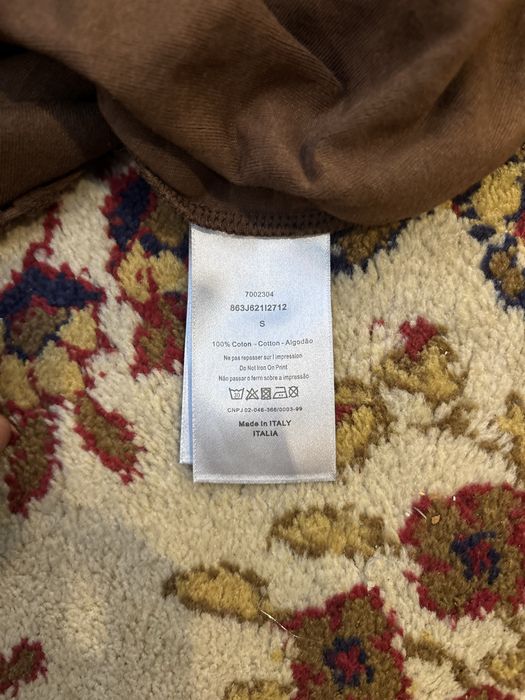 7002304
863J621I2712
S
100% Coton - Cotton - Algodão
Ne pas repasser sur l impression
Do Not Iron On Print
Não passar o ferro sobre a impressão
CNPJ 02-046-366/0003-99
Made In ITALY
ITALIA